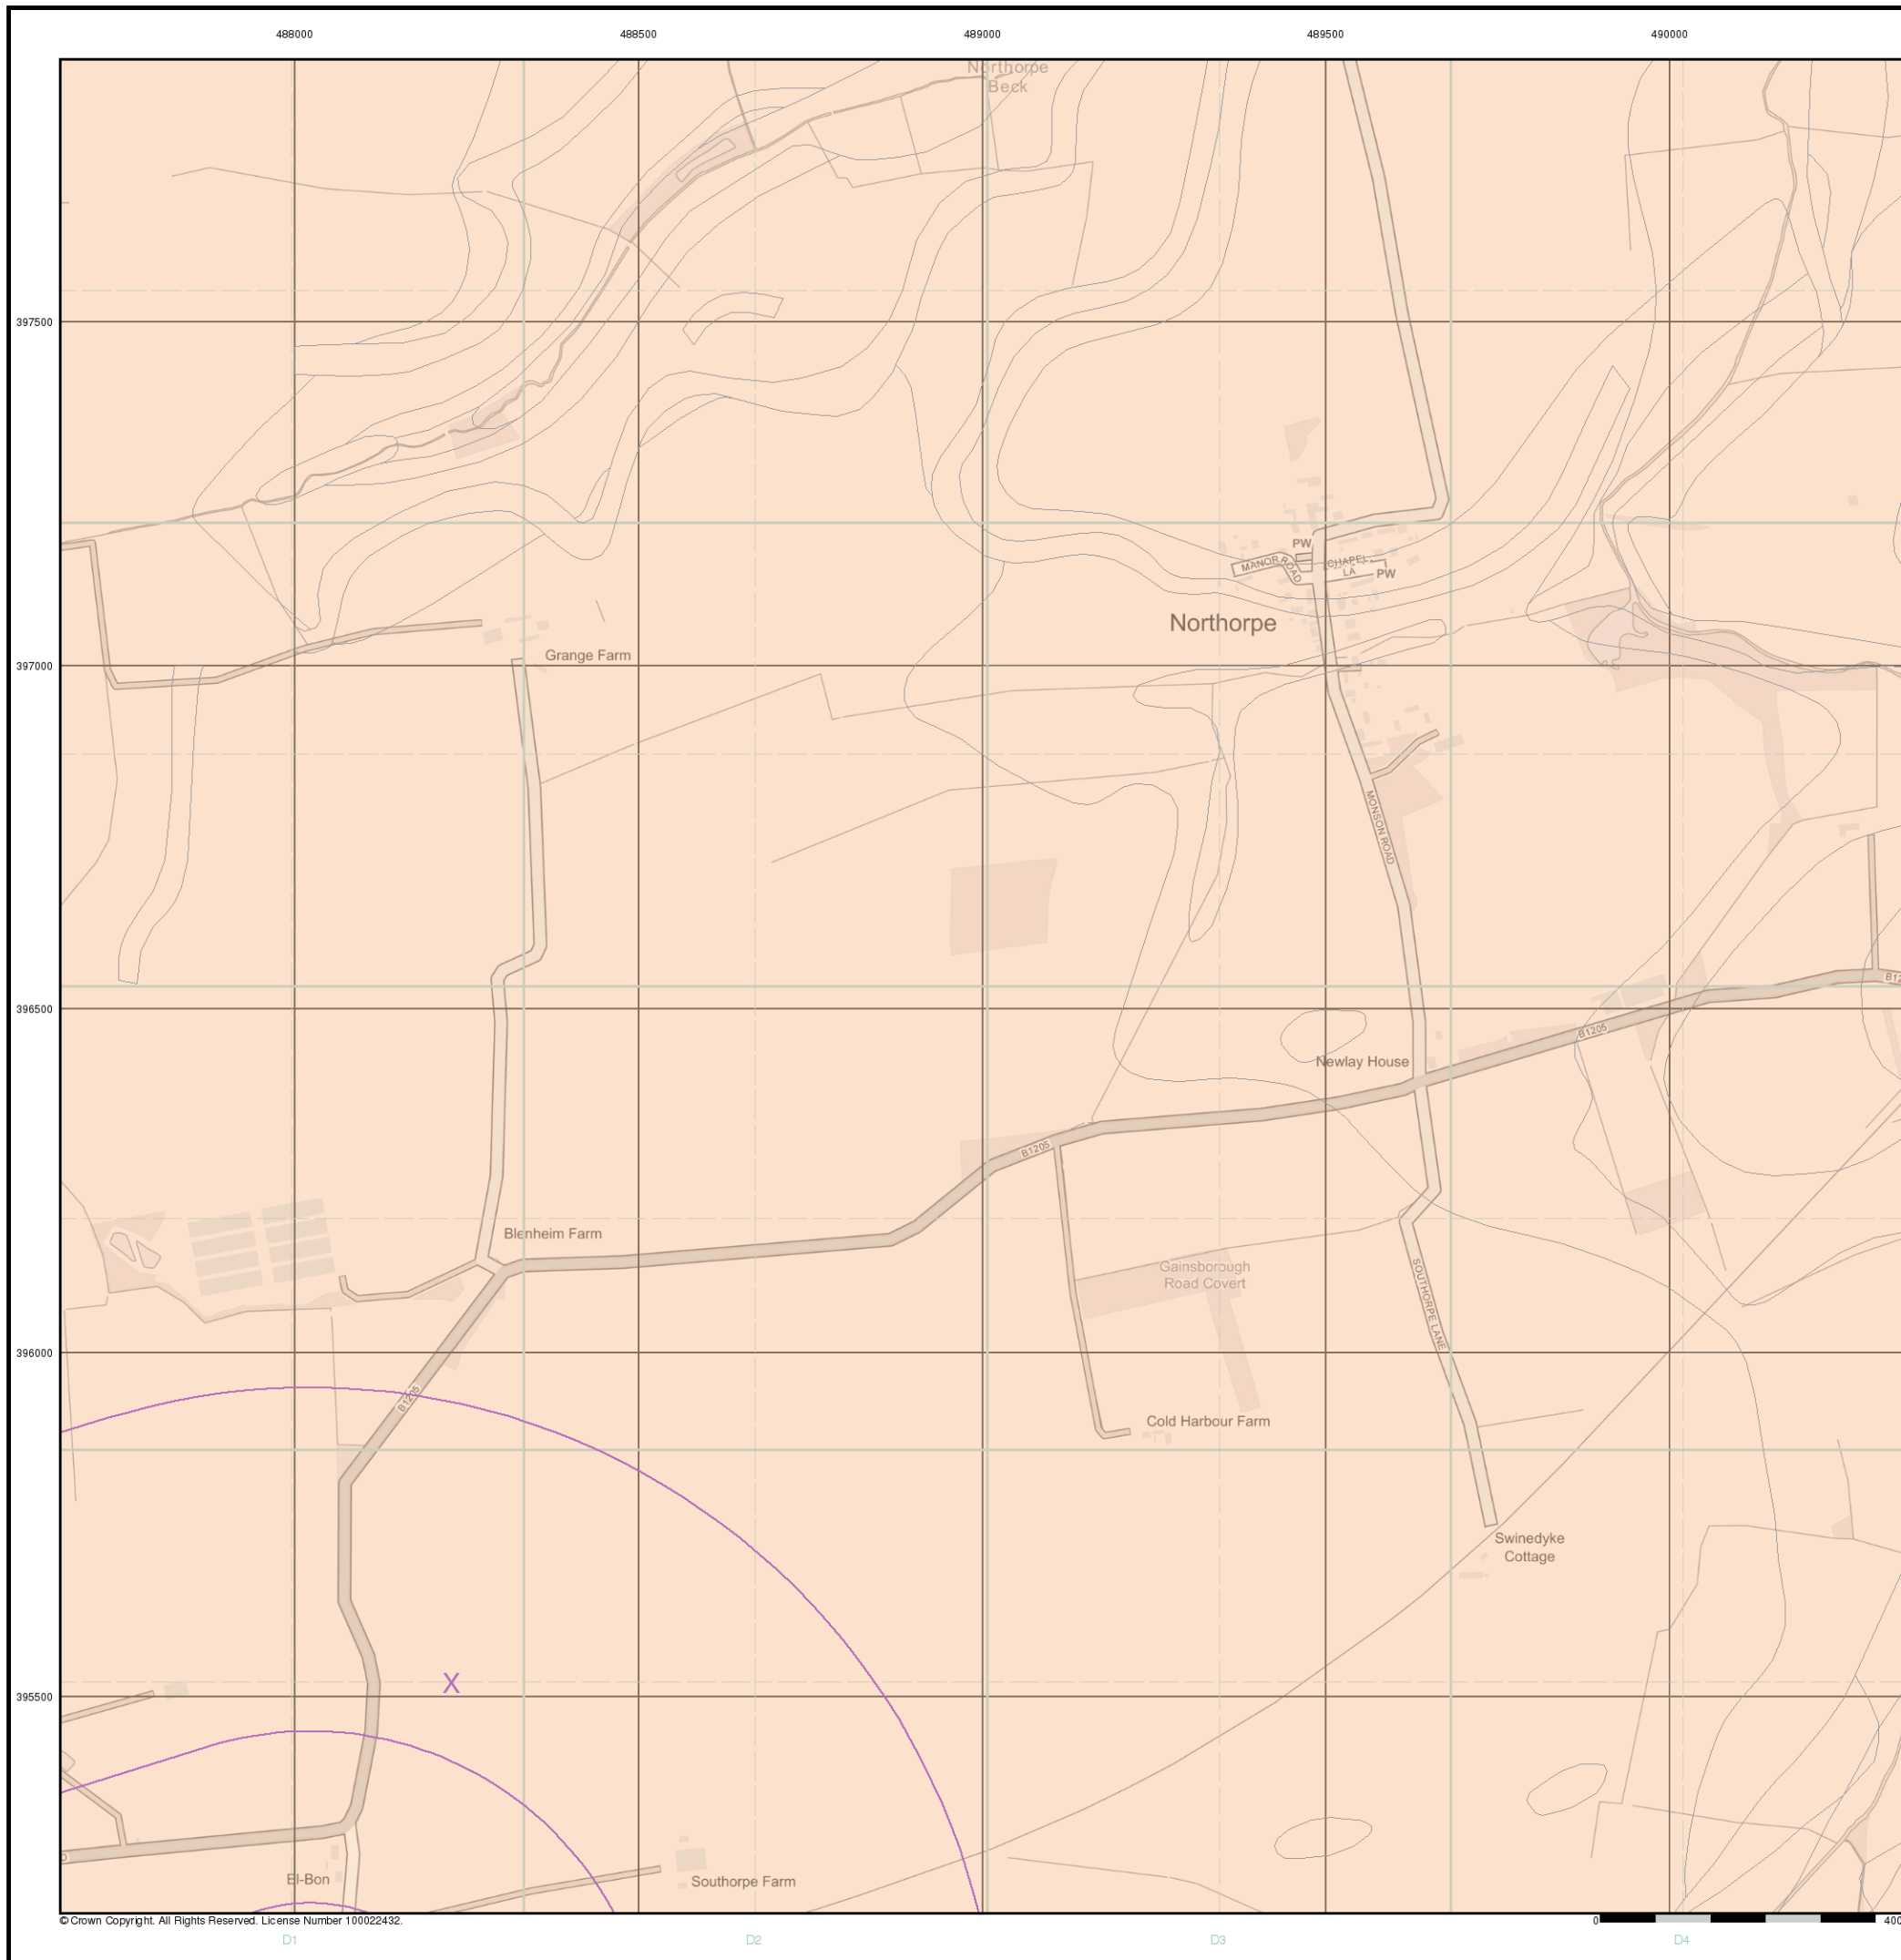 488000 488500 489000 489500 490000
Northorpe
Beck
397500
PW
MANOR ROAD
CHAPEL
LA
PW
Northorpe
397000
Grange Farm
MONSON ROAD
B12
396500
B1205
Newlay House
B1205
Blenheim Farm
Gainsborough
Road Covert
SOUTHORPE LANE
396000
B1205
Cold Harbour Farm
Swinedyke
Cottage
X
395500
El-Bon
Southorpe Farm
© Crown Copyright. All Rights Reserved. License Number 100022432.
0 400
D1 D2 D3 D4